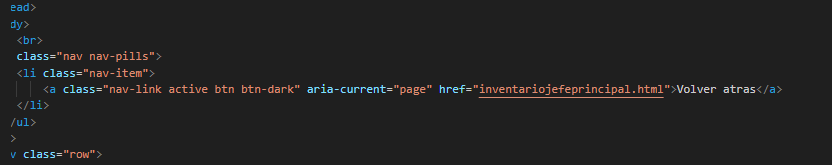 ead>
dy>
<br>
class="nav nav-pills">
<li class="nav-item">
<a class="nav-link active btn btn-dark" aria-current="page" href="inventariojefeprincipal.html">Volver atras</a>
</li>
/ul>
>
v class="row">